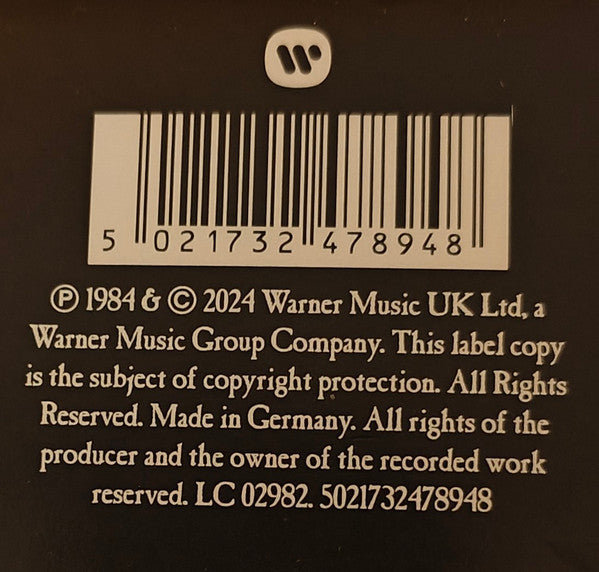 5 021732 478948
℗ 1984 & © 2024 Warner Music UK Ltd, a
Warner Music Group Company. This label copy
is the subject of copyright protection. All Rights
Reserved. Made in Germany. All rights of the
producer and the owner of the recorded work
reserved. LC 02982. 5021732478948